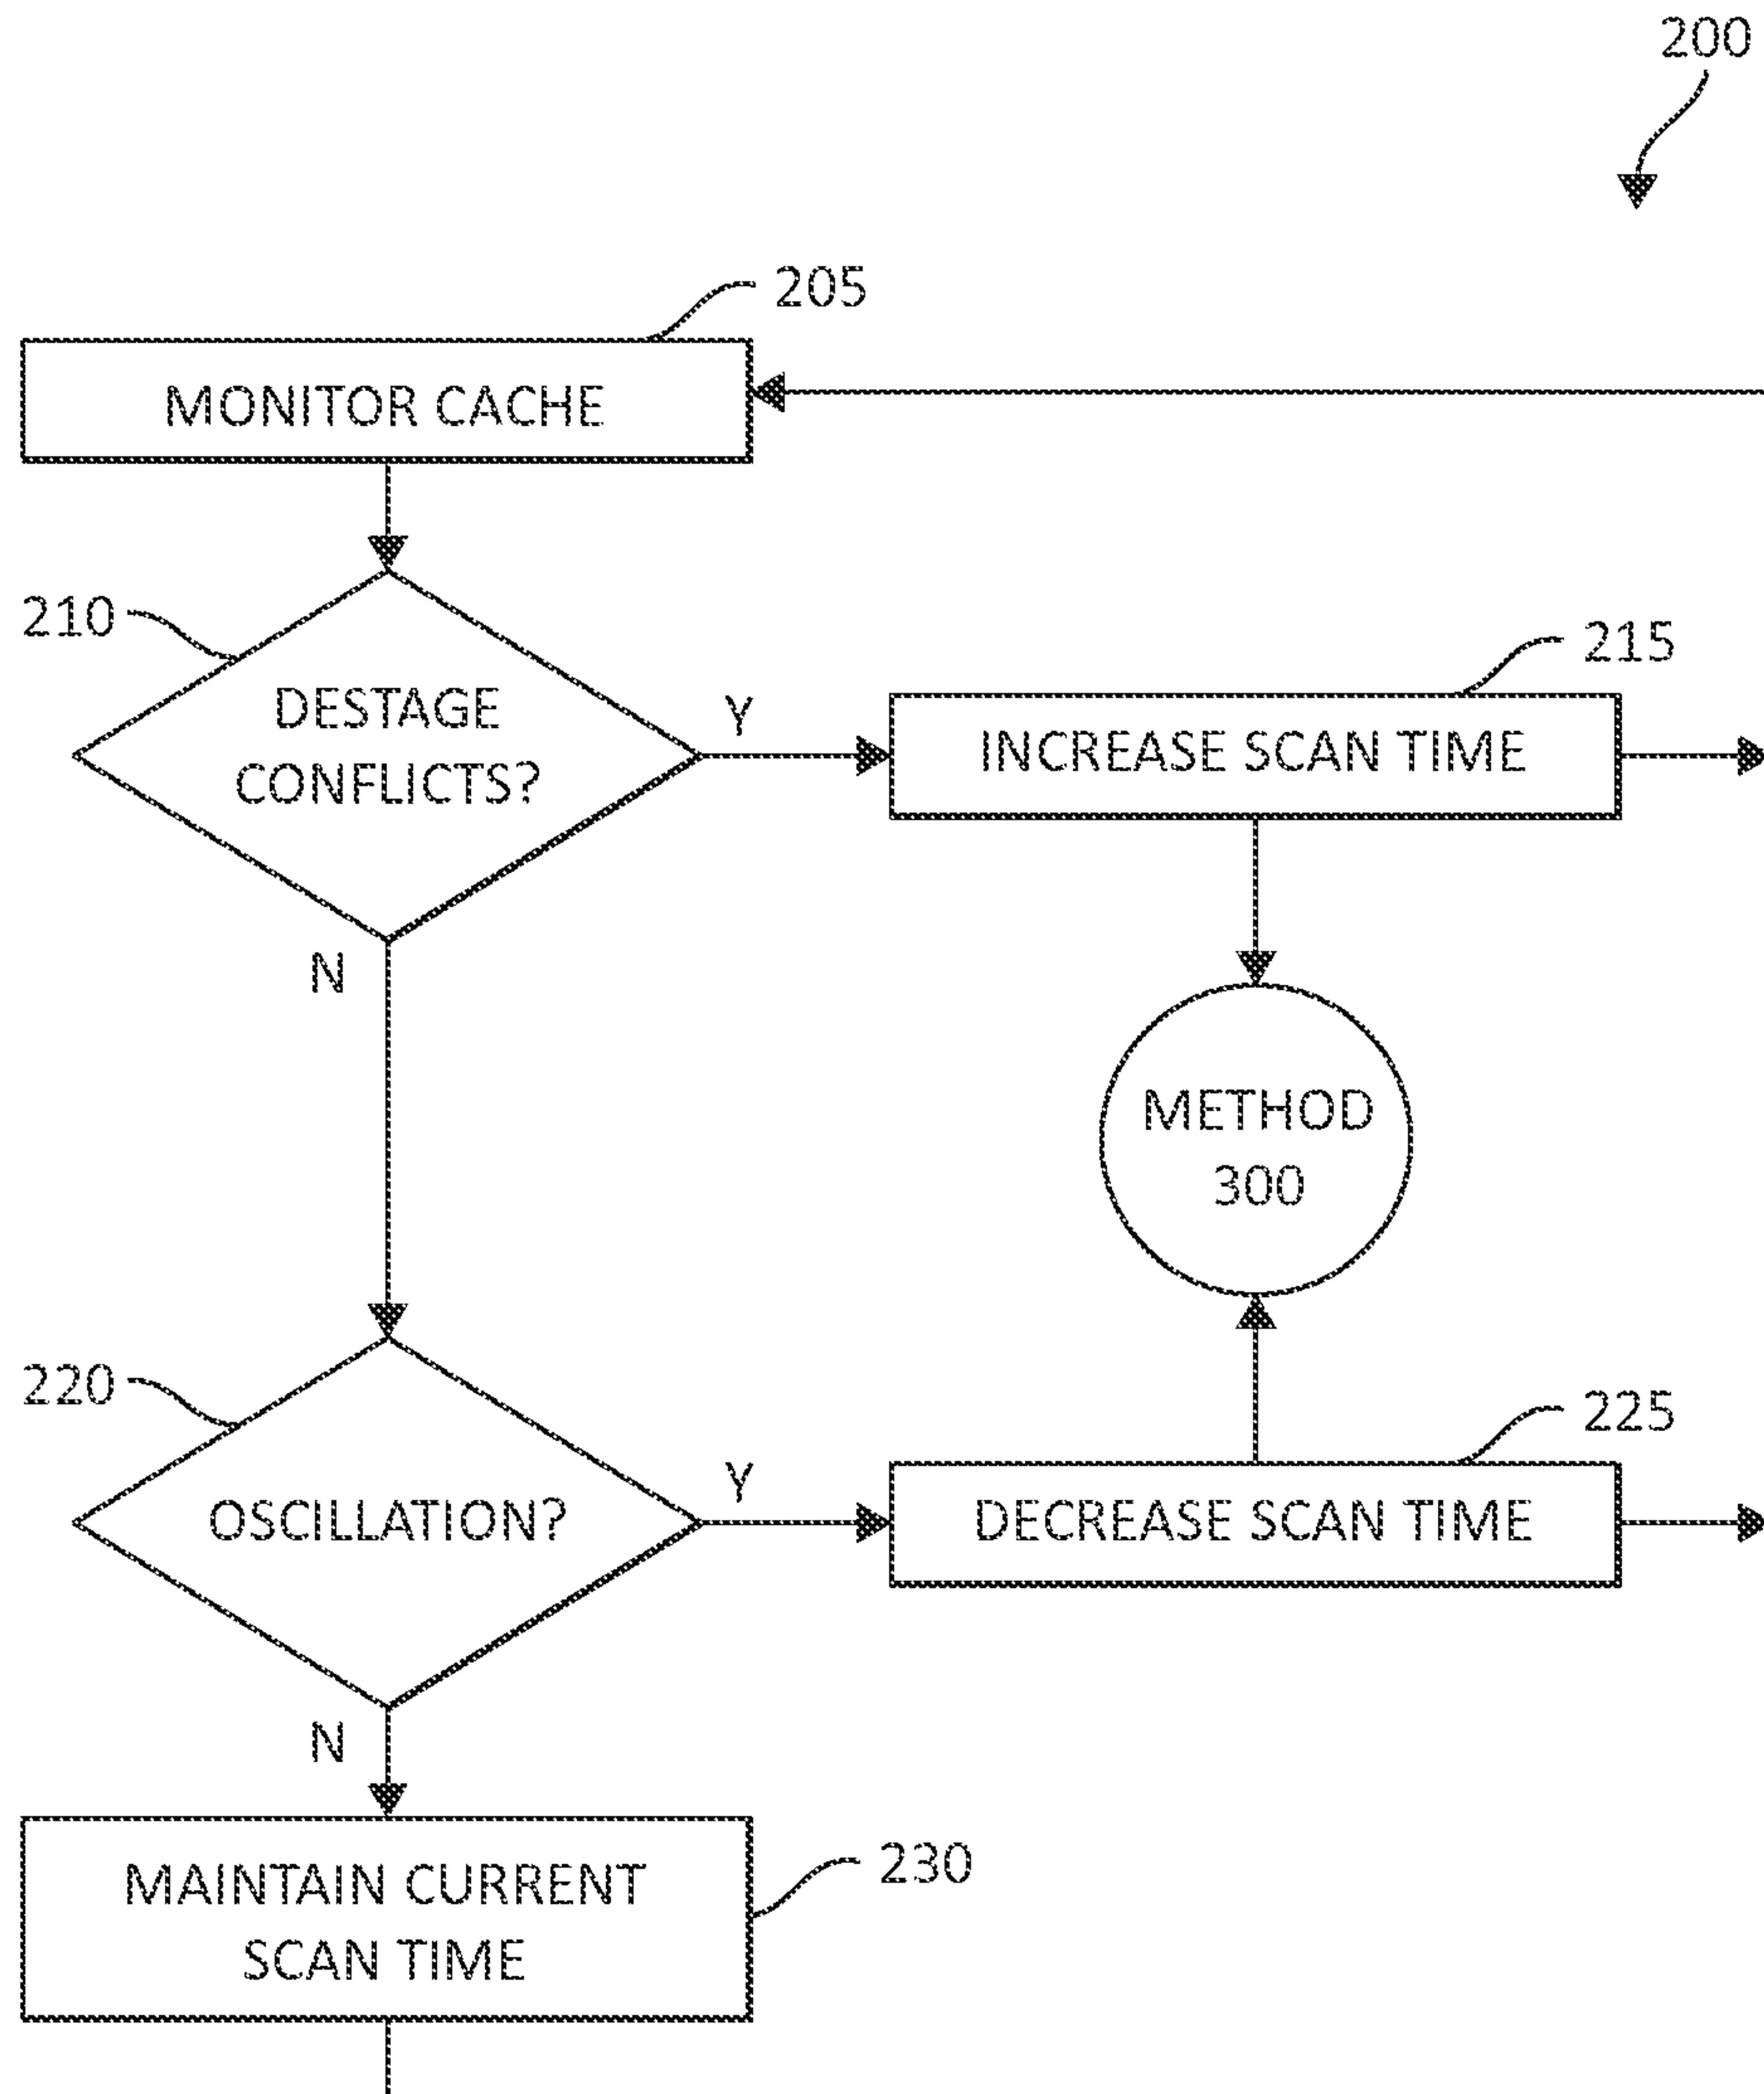 200
205
MONITOR CACHE
210
DESTAGE
CONFLICTS?
Y
215
INCREASE SCAN TIME
N
METHOD
300
220
OSCILLATION?
Y
225
DECREASE SCAN TIME
N
MAINTAIN CURRENT
SCAN TIME
230